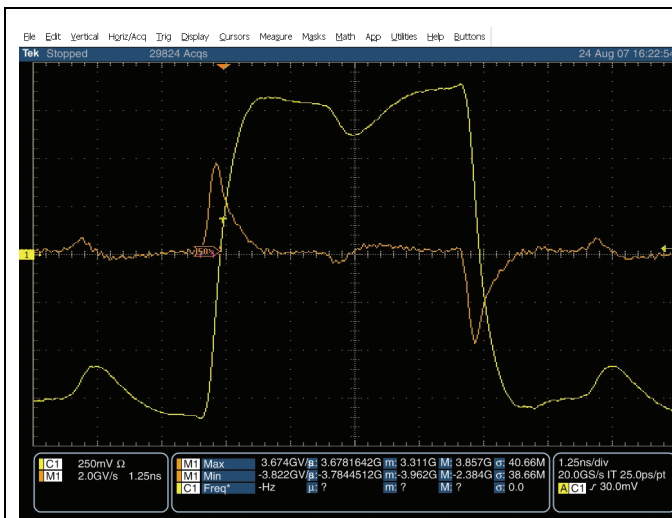 File Edit Vertical Horiz/Acq Trig Display Cursors Measure Masks Math App Utilities Help Buttons
Tek Stopped 29824 Acqs 24 Aug 07 16:22:54
1
C1 250mV Ω
M1 2.0GV/s 1.25ns
M1 Max 3.674GV/s µ: 3.6781642G m: 3.311G M: 3.857G σ: 40.66M
M1 Min -3.822GV/s µ: -3.7844512G m: -3.962G M: -2.384G σ: 38.66M
C1 Freq* -Hz µ: ? m: ? M: ? σ: 0.0
1.25ns/div
20.0GS/s IT 25.0ps/pt
A C1 ∫ 30.0mV